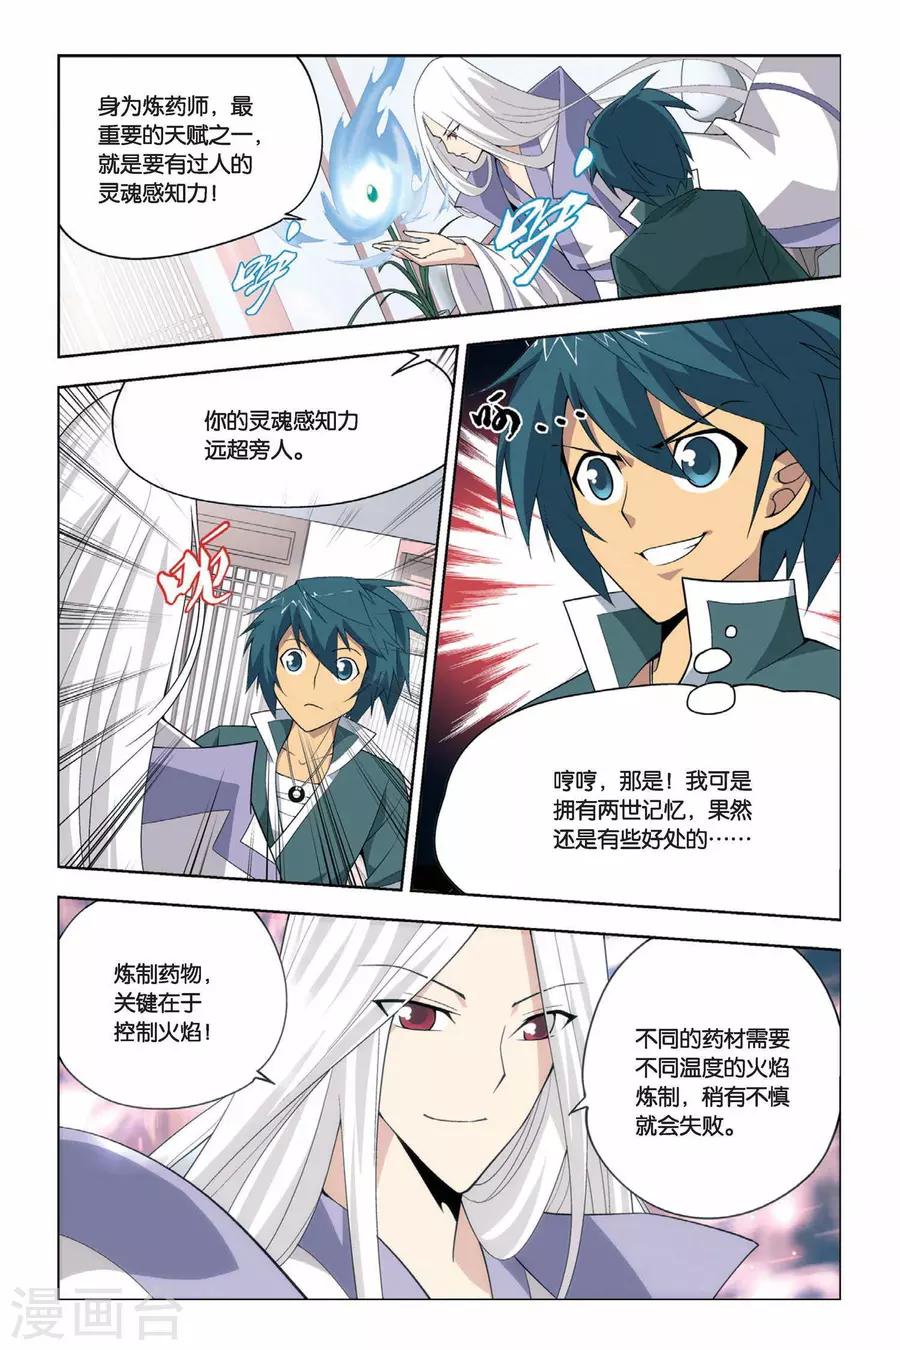 身为炼药师，最
重要的天赋之一，
就是要有过人的
灵魂感知力！
呼
呼
呼
你的灵魂感知力
远超旁人。
呃
哼哼，那是！我可是
拥有两世记忆，果然
还是有些好处的……
炼制药物，
关键在于
控制火焰！
不同的药材需要
不同温度的火焰
炼制，稍有不慎
就会失败。
漫画台